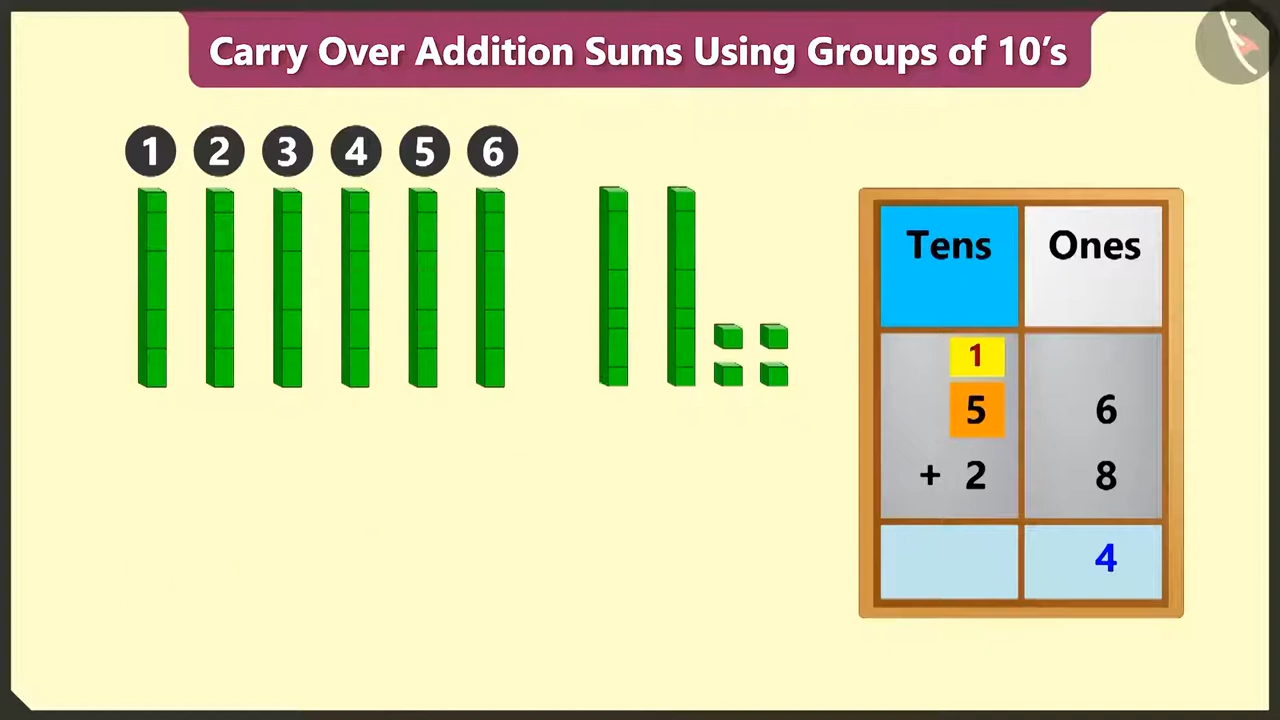 Carry Over Addition Sums Using Groups of 10’s
1 2 3 4 5 6
Tens Ones
1
5 6
+ 2 8
4